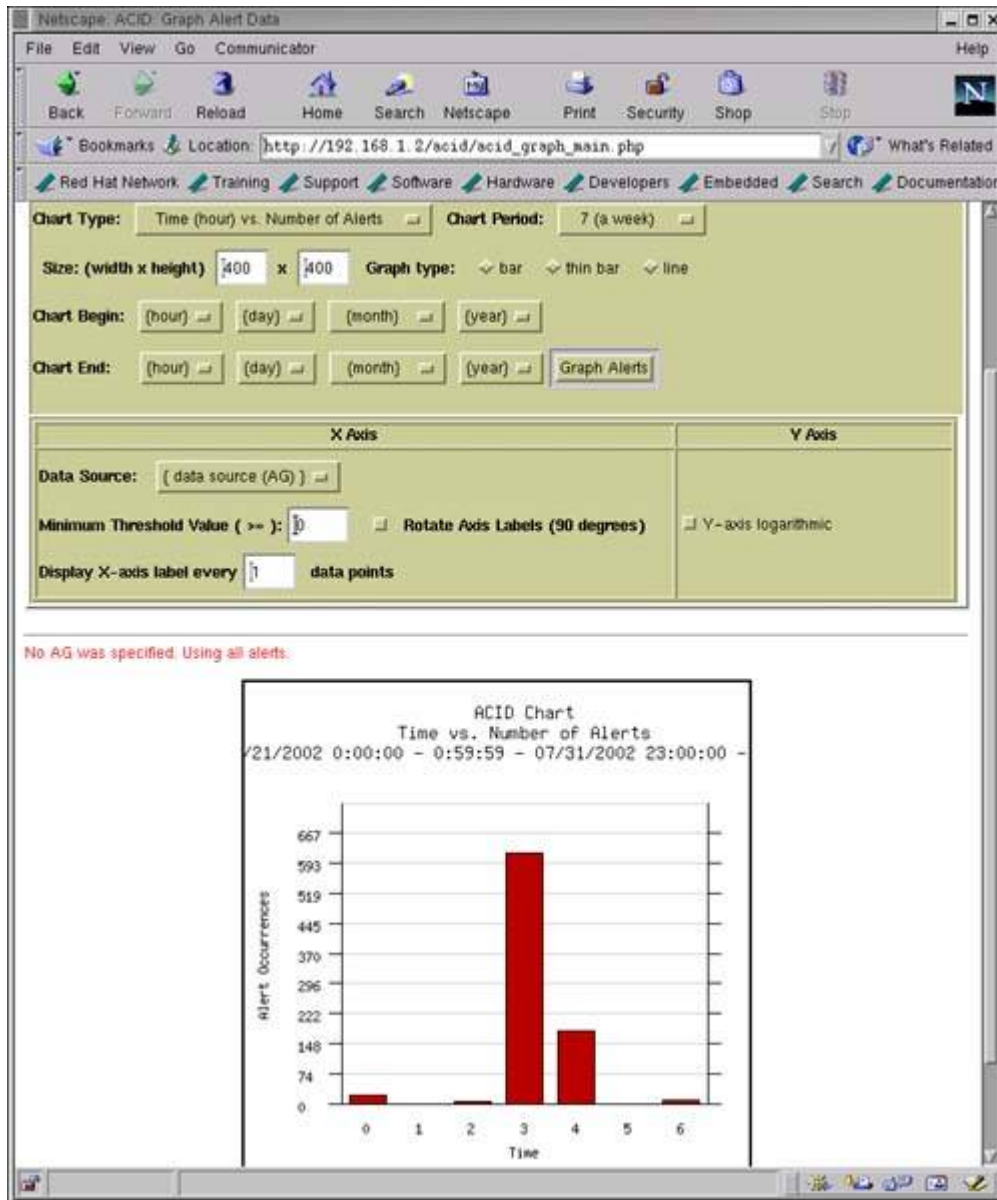 Netscape: ACID: Graph Alert Data
File Edit View Go Communicator Help
Back Forward Reload Home Search Netscape Print Security Shop Stop
N
Bookmarks Location: http://192.168.1.2/acid/acid_graph_main.php What's Related
Red Hat Network Training Support Software Hardware Developers Embedded Search Documentation
Chart Type: Time (hour) vs. Number of Alerts Chart Period: 7 (a week)
Size: (width x height) 400 x 400 Graph type: bar thin bar line
Chart Begin: (hour) (day) (month) (year)
Chart End: (hour) (day) (month) (year) Graph Alerts
X Axis Y Axis
Data Source: { data source (AG) }
Minimum Threshold Value ( >= ): 0 Rotate Axis Labels (90 degrees) Y-axis logarithmic
Display X-axis label every 1 data points
No AG was specified. Using all alerts.
ACID Chart
Time vs. Number of Alerts
/21/2002 0:00:00 - 0:59:59 - 07/31/2002 23:00:00 -
Alert Occurrences
667
593
519
445
370
296
222
148
74
0
0 1 2 3 4 5 6
Time